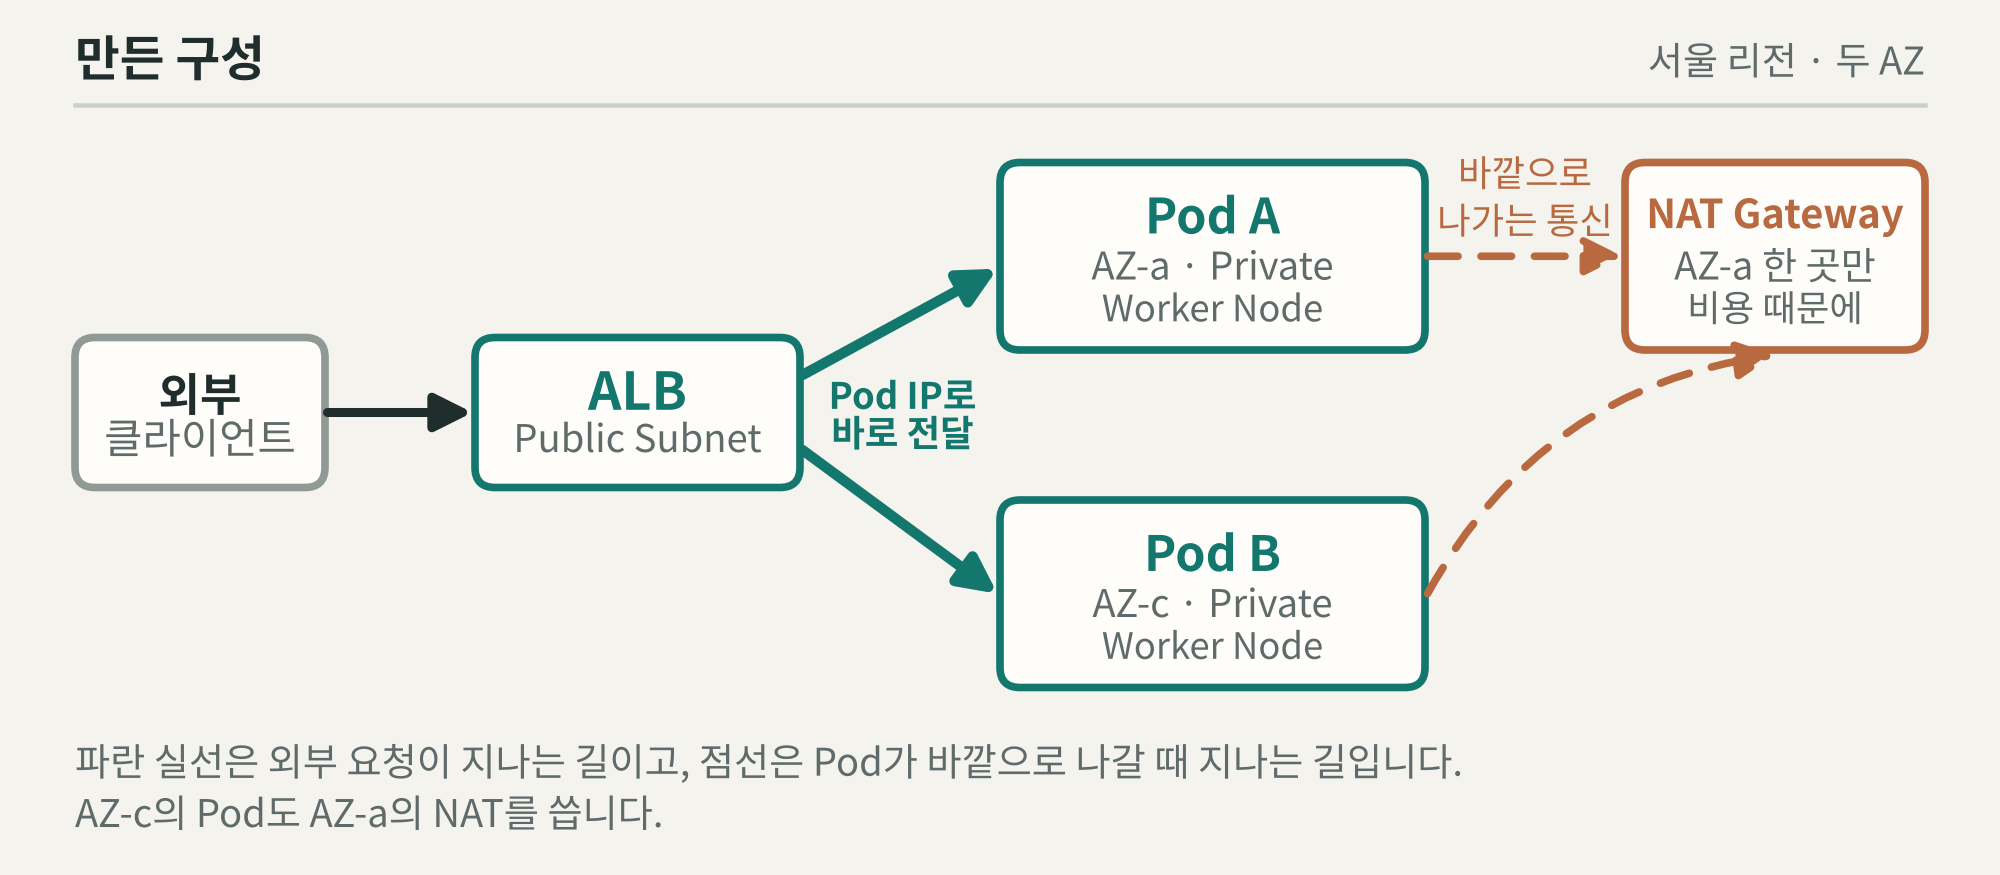 만든 구성
서울 리전 · 두 AZ
외부
클라이언트
ALB
Public Subnet
Pod IP로
바로 전달
Pod A
AZ-a · Private
Worker Node
바깥으로
나가는 통신
NAT Gateway
AZ-a 한 곳만
비용 때문에
Pod B
AZ-c · Private
Worker Node
파란 실선은 외부 요청이 지나는 길이고, 점선은 Pod가 바깥으로 나갈 때 지나는 길입니다.
AZ-c의 Pod도 AZ-a의 NAT를 씁니다.